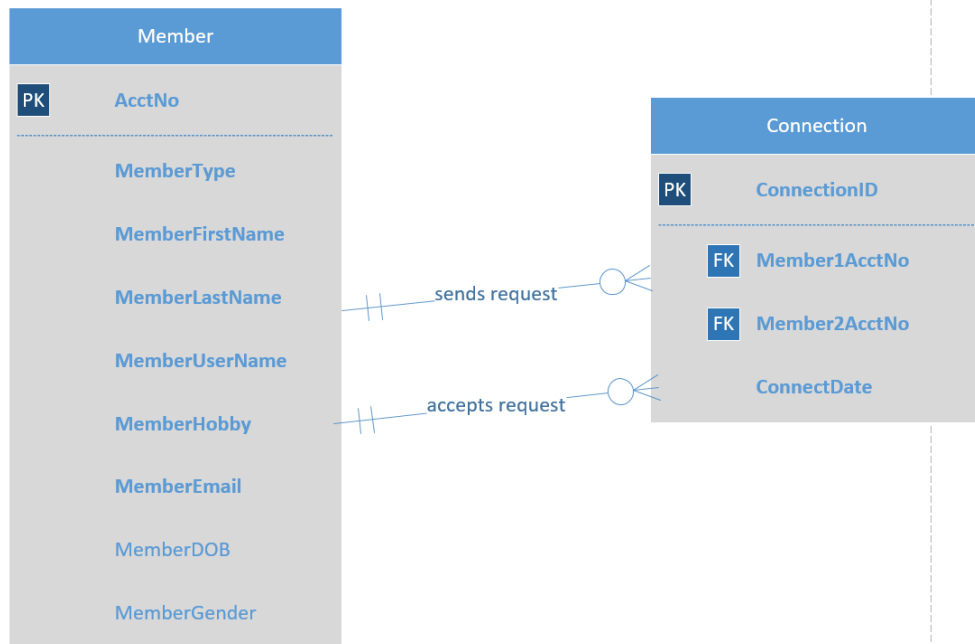 Member
PK AcctNo
MemberType
MemberFirstName
MemberLastName
MemberUserName
MemberHobby
MemberEmail
MemberDOB
MemberGender
sends request
accepts request
Connection
PK ConnectionID
FK Member1AcctNo
FK Member2AcctNo
ConnectDate